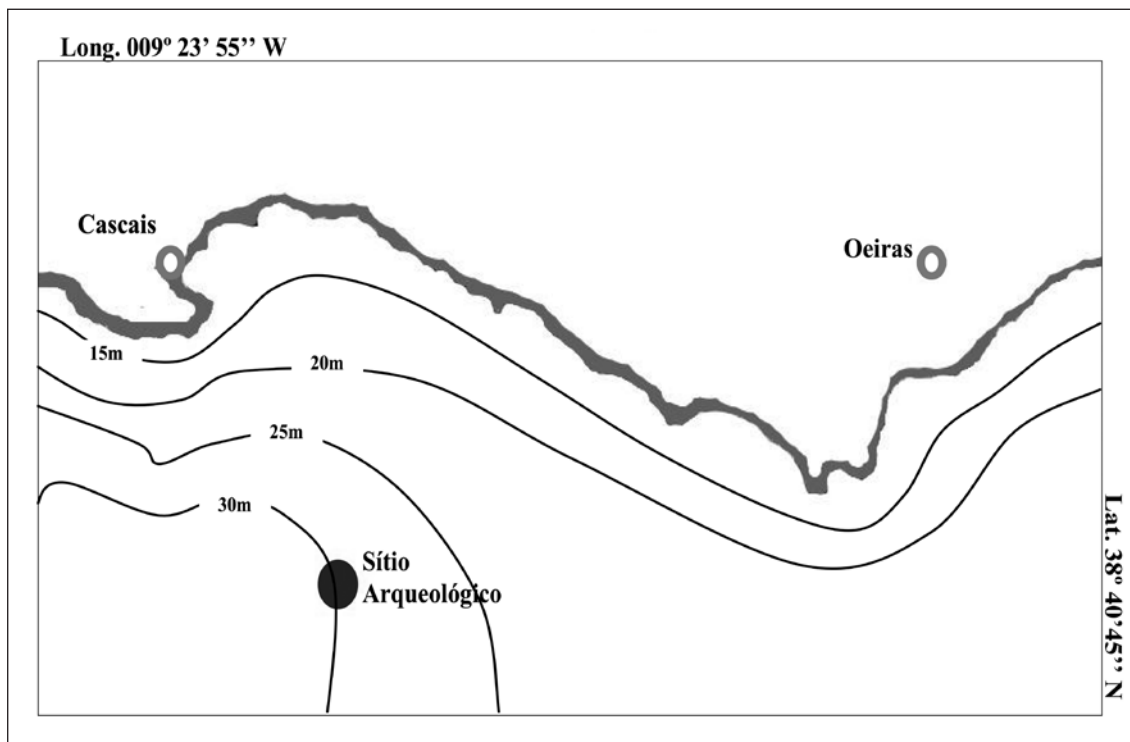 Long. 009º 23’ 55’’ W
Cascais
Oeiras
15m
20m
25m
30m
Sítio
Arqueológico
Lat. 38º 40’45’’ N